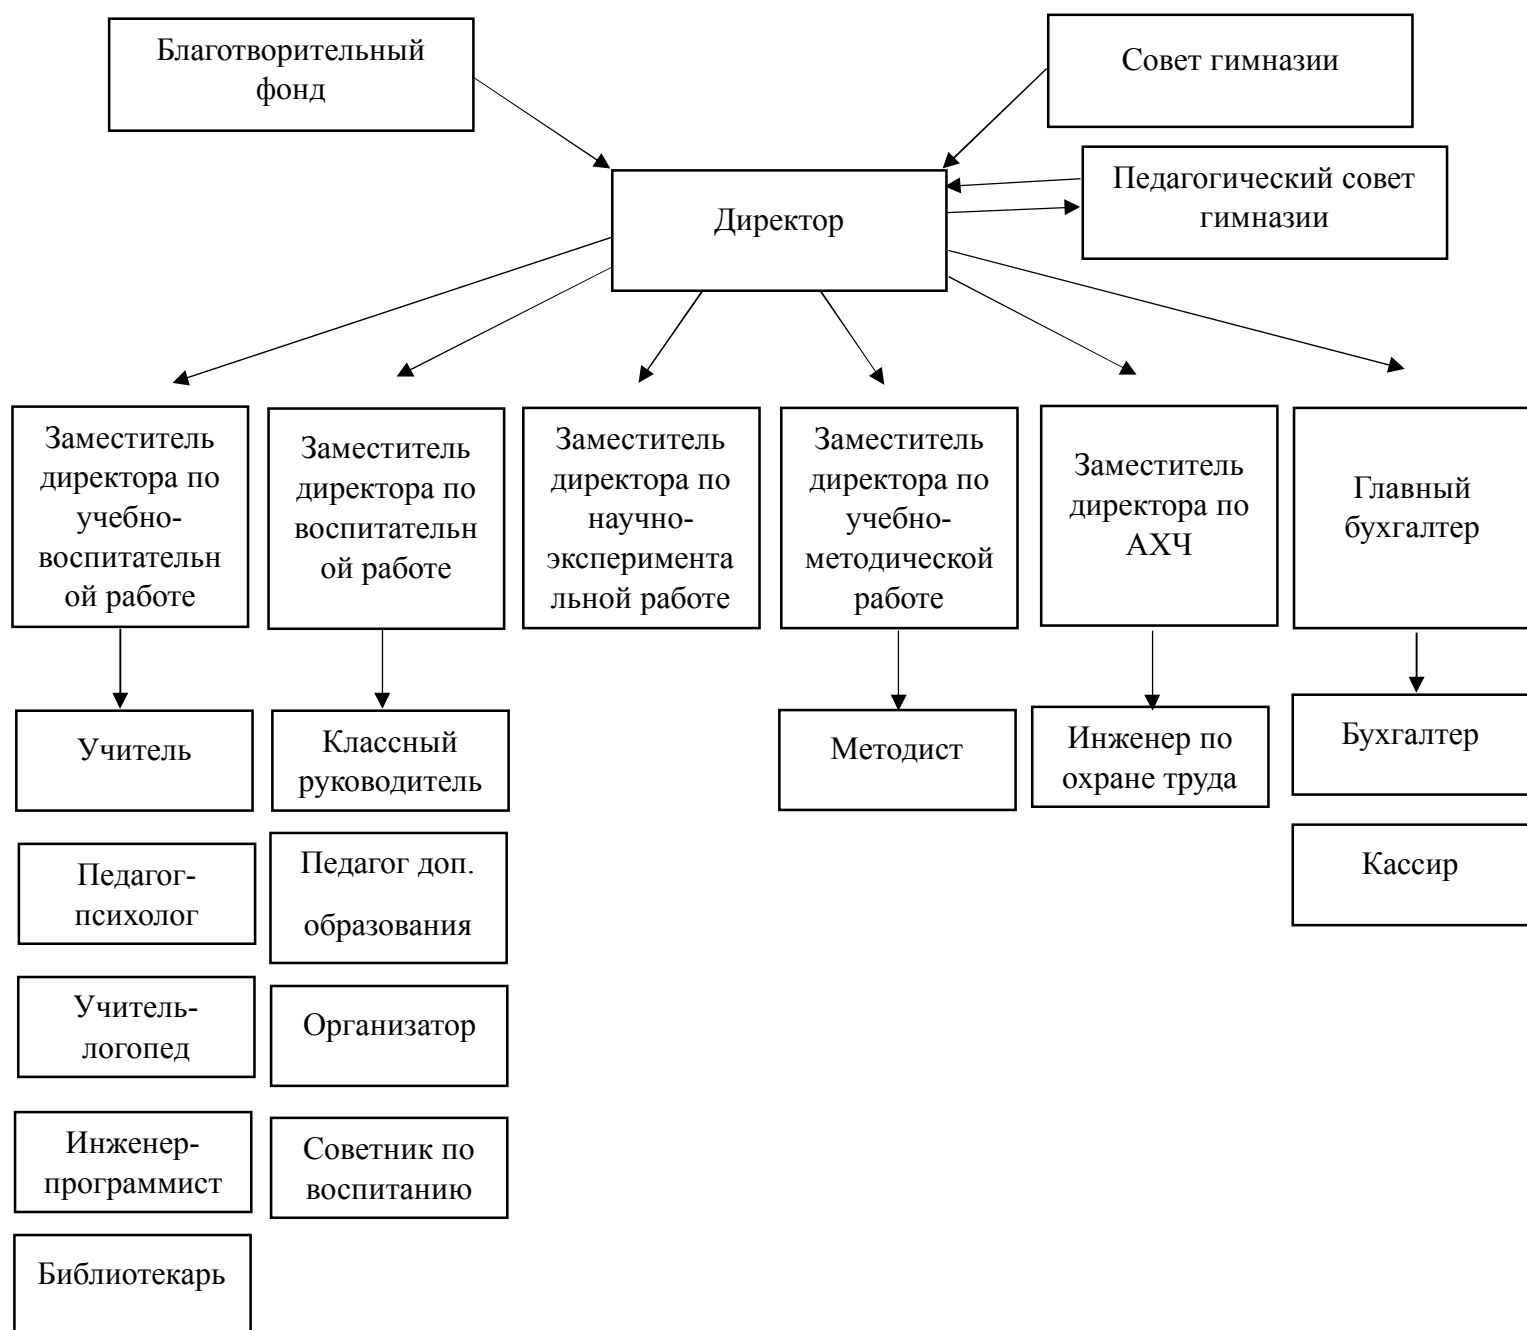 Благотворительный
фонд
Совет гимназии
Педагогический совет
гимназии
Директор
Заместитель
директора по
учебно-
воспитательн
ой работе
Заместитель
директора по
воспитательн
ой работе
Заместитель
директора по
научно-
эксперимента
льной работе
Заместитель
директора по
учебно-
методической
работе
Заместитель
директора по
АХЧ
Главный
бухгалтер
Учитель
Классный
руководитель
Методист
Инженер по
охране труда
Бухгалтер
Педагог-
психолог
Педагог доп.
образования
Кассир
Учитель-
логопед
Организатор
Инженер-
программист
Советник по
воспитанию
Библиотекарь